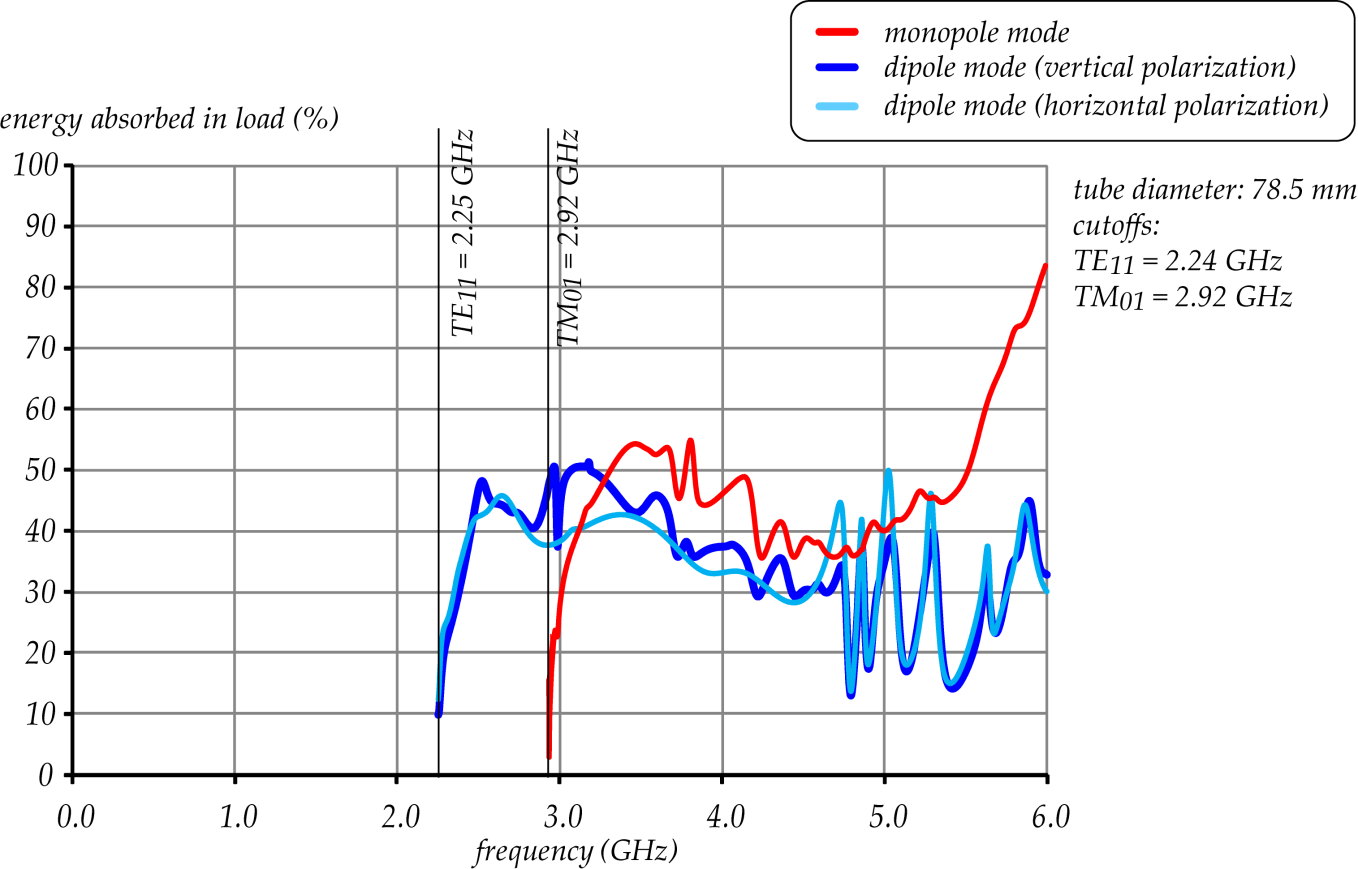 monopole mode
dipole mode (vertical polarization)
dipole mode (horizontal polarization)
energy absorbed in load (%)
TE11 = 2.25 GHz
TM01 = 2.92 GHz
100
90
80
70
60
50
40
30
20
10
0
tube diameter: 78.5 mm
cutoffs:
TE11 = 2.24 GHz
TM01 = 2.92 GHz
0.0 1.0 2.0 3.0 4.0 5.0 6.0
frequency (GHz)